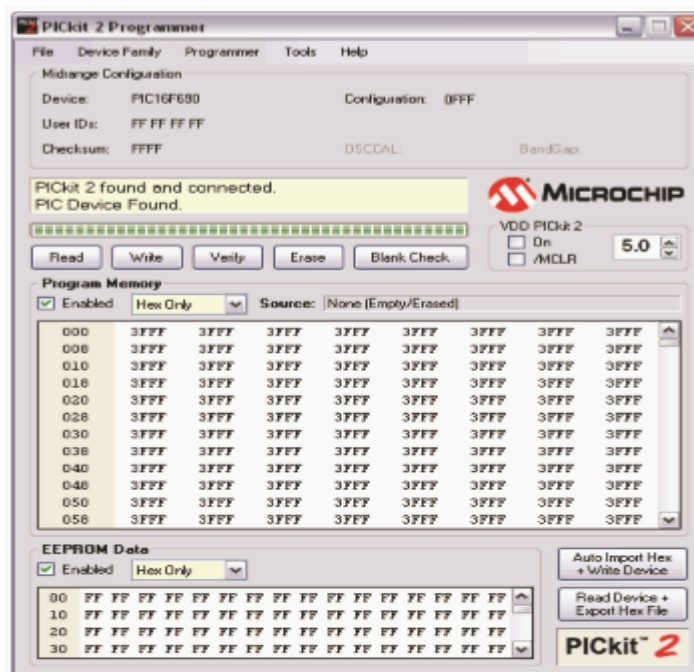 PICkit 2 Programmer
File Device Family Programmer Tools Help
Midrange Configuration
Device: PIC16F690 Configuration: 0FFF
User IDs: FF FF FF FF
Checksum: FFFF OSCCAL: BandGap:
PICkit 2 found and connected.
PIC Device Found.
MICROCHIP
VDD PICkit 2
On
/MCLR
5.0
Read Write Verify Erase Blank Check
Program Memory
Enabled Hex Only Source: None (Empty/Erased)
000 3FFF 3FFF 3FFF 3FFF 3FFF 3FFF 3FFF 3FFF
008 3FFF 3FFF 3FFF 3FFF 3FFF 3FFF 3FFF 3FFF
010 3FFF 3FFF 3FFF 3FFF 3FFF 3FFF 3FFF 3FFF
018 3FFF 3FFF 3FFF 3FFF 3FFF 3FFF 3FFF 3FFF
020 3FFF 3FFF 3FFF 3FFF 3FFF 3FFF 3FFF 3FFF
028 3FFF 3FFF 3FFF 3FFF 3FFF 3FFF 3FFF 3FFF
030 3FFF 3FFF 3FFF 3FFF 3FFF 3FFF 3FFF 3FFF
038 3FFF 3FFF 3FFF 3FFF 3FFF 3FFF 3FFF 3FFF
040 3FFF 3FFF 3FFF 3FFF 3FFF 3FFF 3FFF 3FFF
048 3FFF 3FFF 3FFF 3FFF 3FFF 3FFF 3FFF 3FFF
050 3FFF 3FFF 3FFF 3FFF 3FFF 3FFF 3FFF 3FFF
058 3FFF 3FFF 3FFF 3FFF 3FFF 3FFF 3FFF 3FFF
EEPROM Data
Enabled Hex Only
00 FF FF FF FF FF FF FF FF FF FF FF FF FF FF FF FF
10 FF FF FF FF FF FF FF FF FF FF FF FF FF FF FF FF
20 FF FF FF FF FF FF FF FF FF FF FF FF FF FF FF FF
30 FF FF FF FF FF FF FF FF FF FF FF FF FF FF FF FF
Auto Import Hex
+ Write Device
Read Device +
Export Hex File
PICkit™ 2